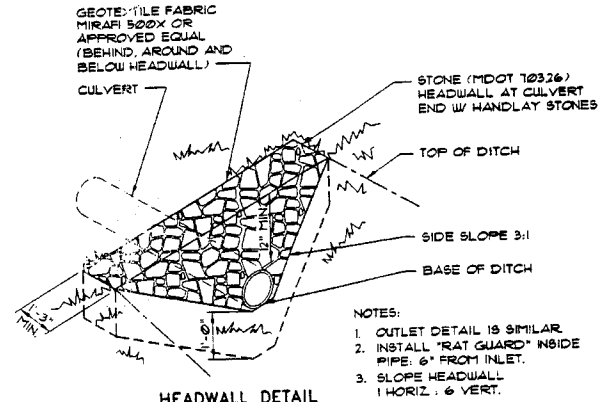 GEOTEXTILE FABRIC
MIRAFI 500X OR
APPROVED EQUAL
(BEHIND, AROUND AND
BELOW HEADWALL)
CULVERT
STONE (MDOT 703.26)
HEADWALL AT CULVERT
END W/ HANDLAY STONES
TOP OF DITCH
12" MIN.
SIDE SLOPE 3:1
BASE OF DITCH
1'-3"
MIN.
NOTES:
1. OUTLET DETAIL IS SIMILAR
2. INSTALL "RAT GUARD" INSIDE
PIPE: 6" FROM INLET.
3. SLOPE HEADWALL
1 HORIZ : 6 VERT.
HEADWALL DETAIL